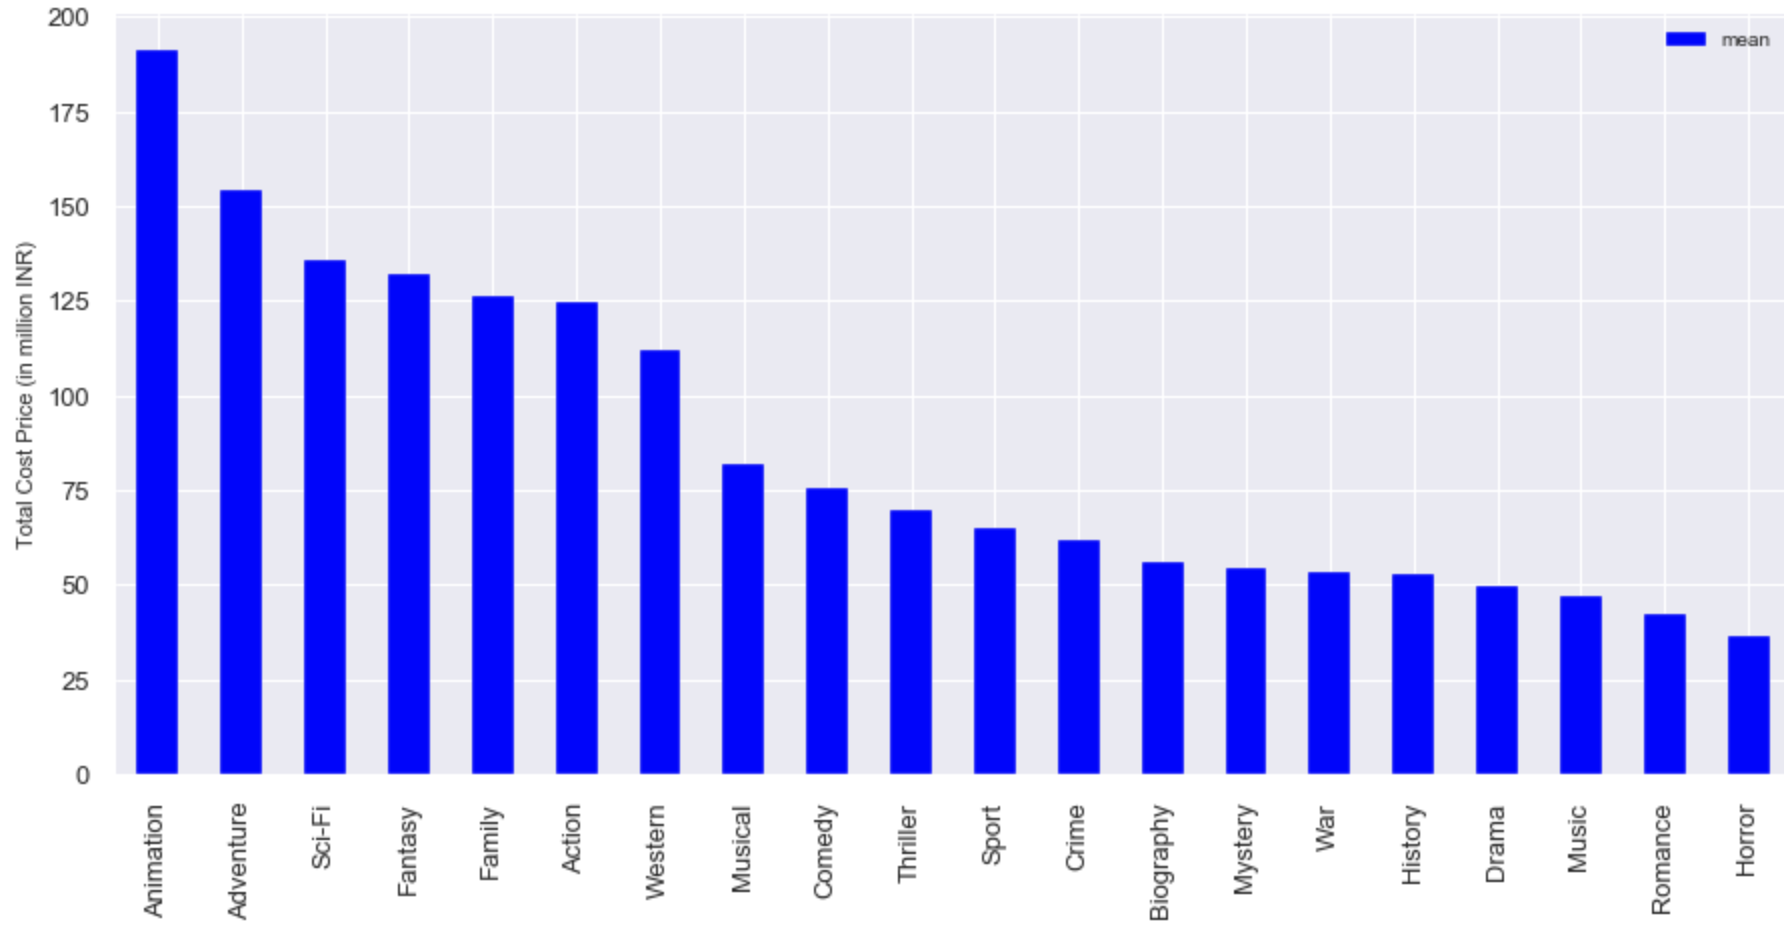 200
175
150
125
100
75
50
25
0
Total Cost Price (in million INR)
mean
Animation
Adventure
Sci-Fi
Fantasy
Family
Action
Western
Musical
Comedy
Thriller
Sport
Crime
Biography
Mystery
War
History
Drama
Music
Romance
Horror